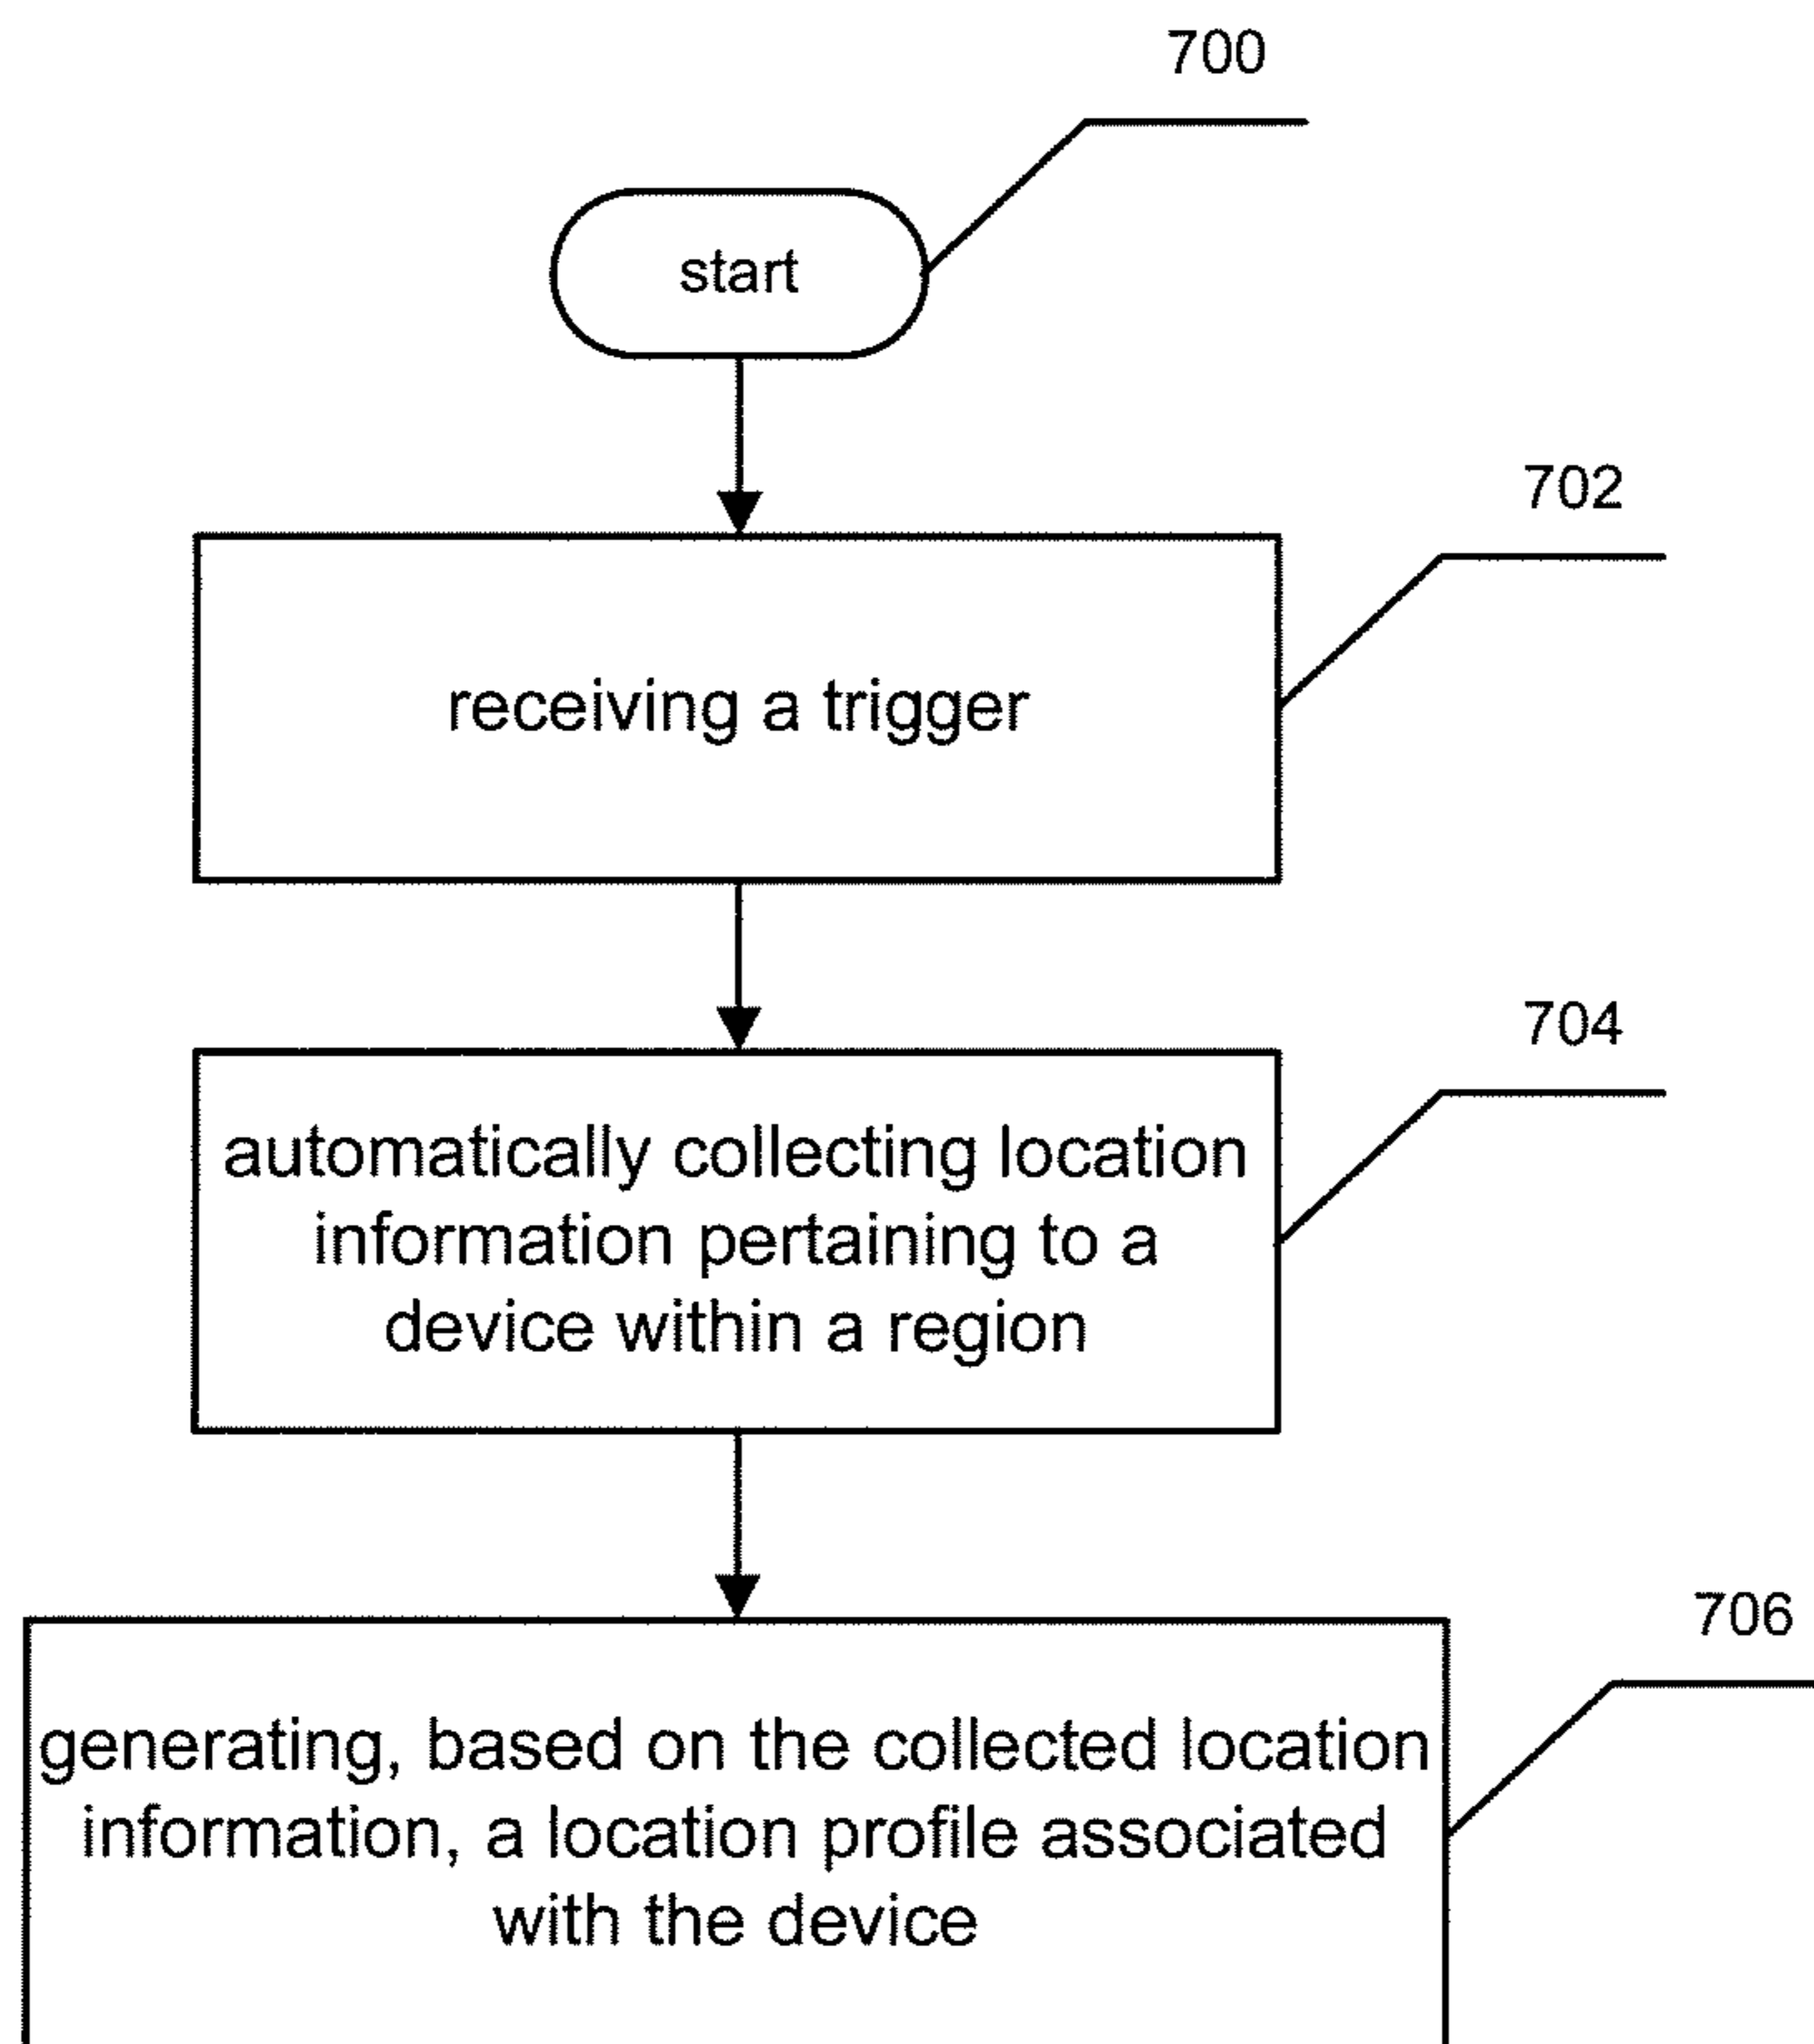 700
start
702
receiving a trigger
704
automatically collecting location
information pertaining to a
device within a region
706
generating, based on the collected location
information, a location profile associated
with the device